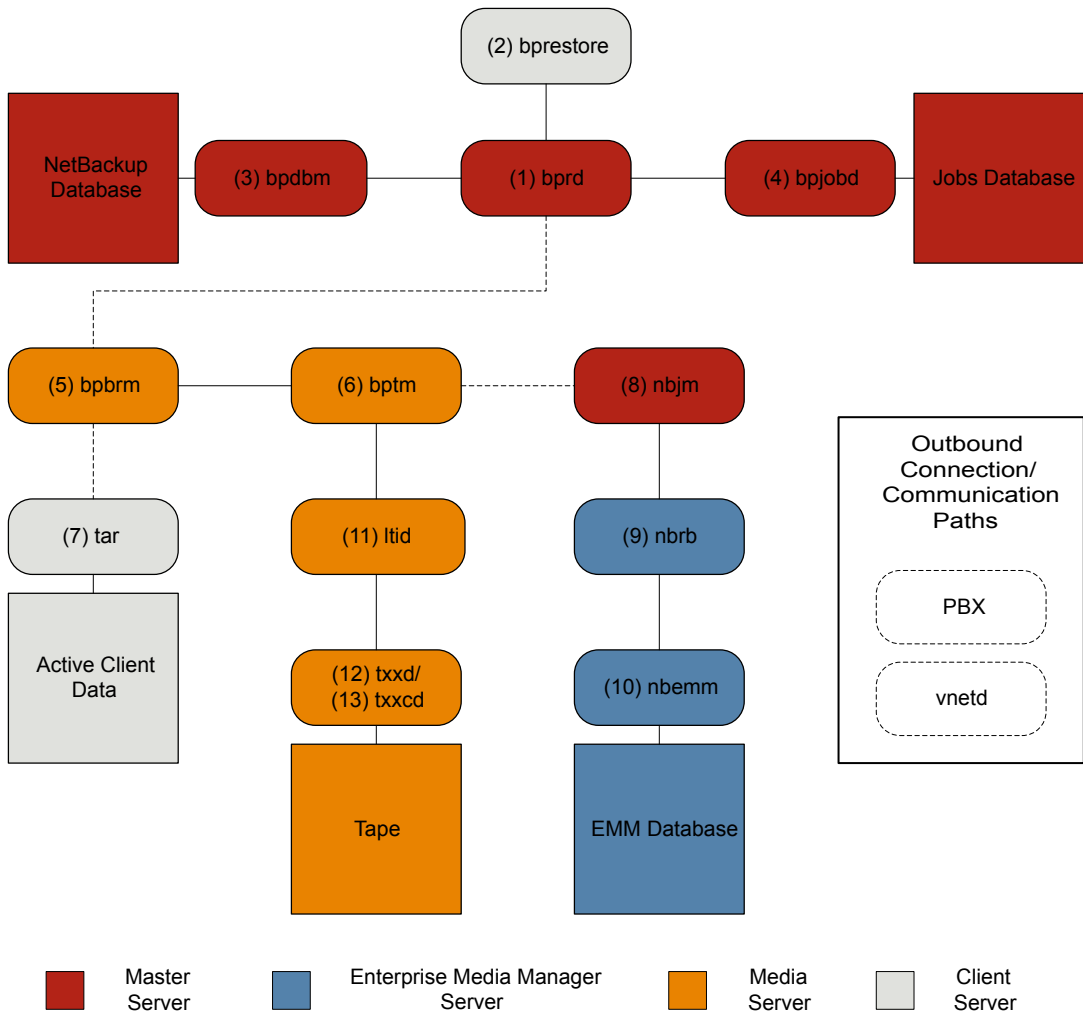 (2) bprestore
NetBackup
Database
(3) bpdbm
(1) bprd
(4) bpjobd
Jobs Database
(5) bpbrm
(6) bptm
(8) nbjm
(7) tar
(11) ltid
(9) nbrb
Active Client
Data
(12) txxd/
(13) txxcd
(10) nbemm
Tape
EMM Database
Outbound
Connection/
Communication
Paths
PBX
vnetd
Master
Server
Enterprise Media Manager
Server
Media
Server
Client
Server